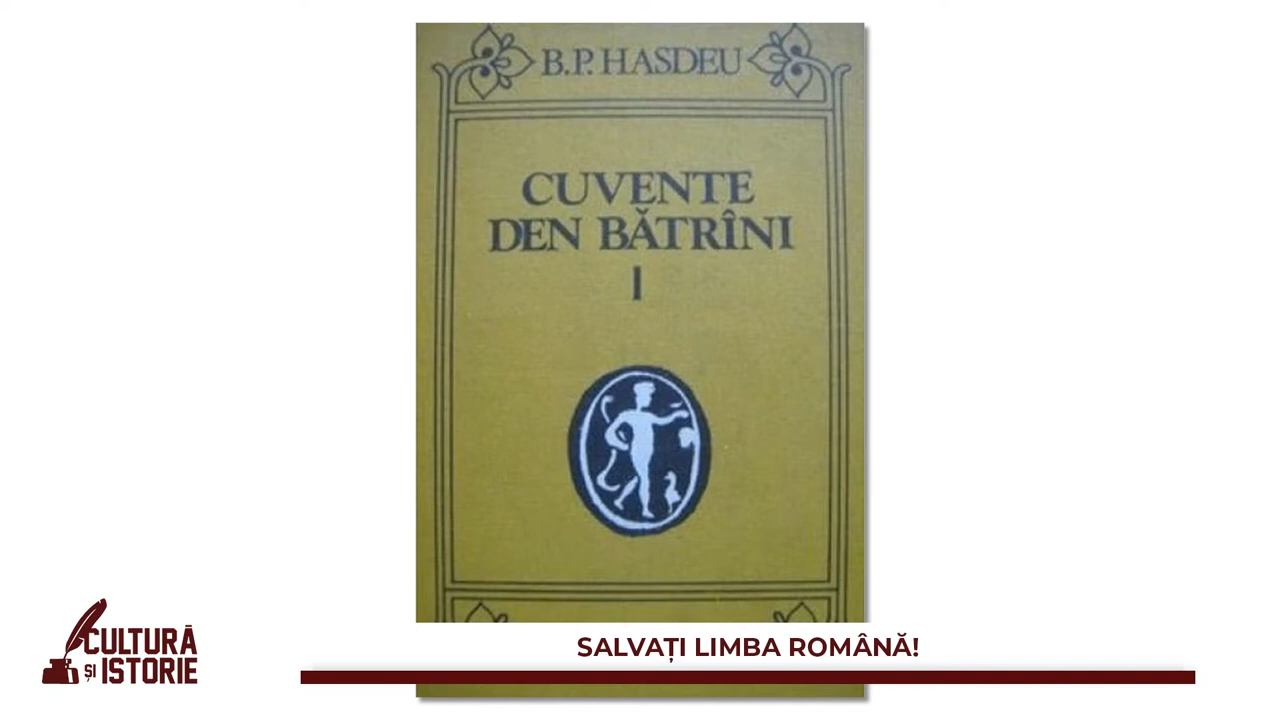 B.P. HASDEU
CUVENTE
DEN BĂTRÎNI
I
SALVAȚI LIMBA ROMÂNĂ!
CULTURĂ
ȘI ISTORIE